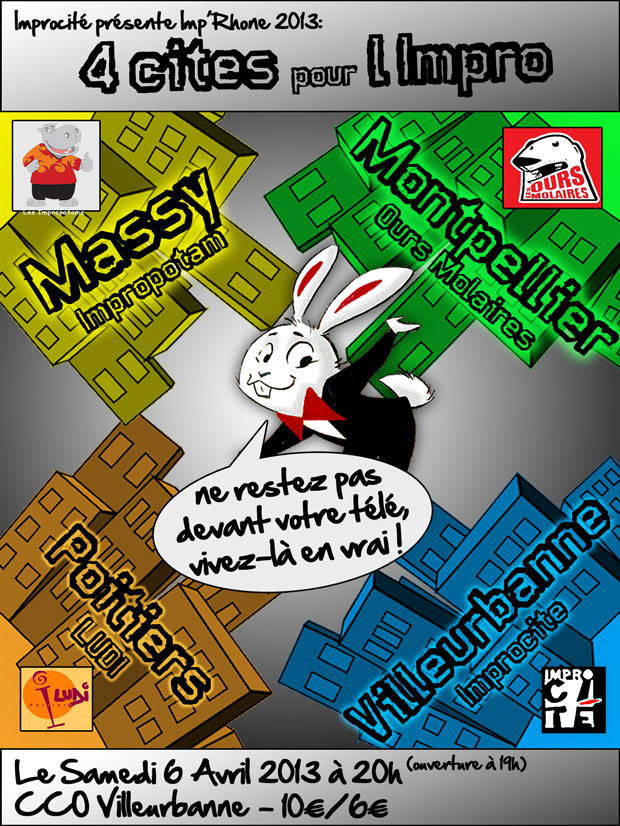 Improcité présente Imp'Rhone 2013:
4 cites pour l Impro
Les Impropotams
Massy
Impropotam
LES OURS
MOLAIRES
Montpellier
Ours Molaires
ne restez pas
devant votre télé,
vivez-là en vrai !
Poitiers
LUDI
LUDI
Poitiers
Villeurbanne
Improcite
IMPRO
CITE
Le Samedi 6 Avril 2013 à 20h (ouverture à 19h)
CCO Villeurbanne - 10€/6€